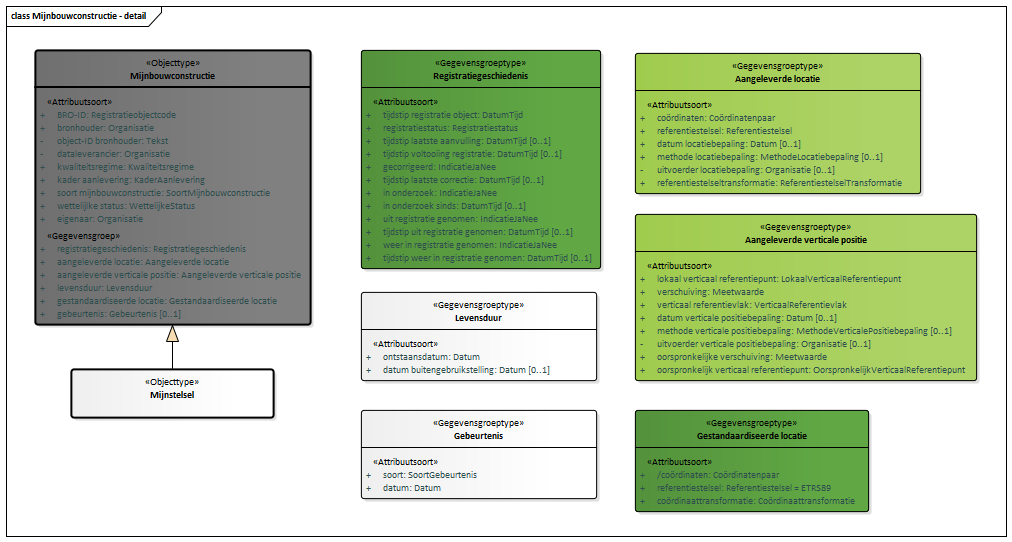 class Mijnbouwconstructie - detail
«Objecttype»
Mijnbouwconstructie
«Attribuutsoort»
+ BRO-ID: Registratieobjectcode
+ bronhouder: Organisatie
- object-ID bronhouder: Tekst
- dataleverancier: Organisatie
+ kwaliteitsregime: Kwaliteitsregime
+ kader aanlevering: KaderAanlevering
+ soort mijnbouwconstructie: SoortMijnbouwconstructie
+ wettelijke status: WettelijkeStatus
+ eigenaar: Organisatie
«Gegevensgroep»
+ registratiegeschiedenis: Registratiegeschiedenis
+ aangeleverde locatie: Aangeleverde locatie
+ aangeleverde verticale positie: Aangeleverde verticale positie
+ levensduur: Levensduur
+ gestandaardiseerde locatie: Gestandaardiseerde locatie
+ gebeurtenis: Gebeurtenis [0..1]
«Objecttype»
Mijnstelsel
«Gegevensgroeptype»
Registratiegeschiedenis
«Attribuutsoort»
+ tijdstip registratie object: DatumTijd
+ registratiestatus: Registratiestatus
+ tijdstip laatste aanvulling: DatumTijd [0..1]
+ tijdstip voltooiing registratie: DatumTijd [0..1]
+ gecorrigeerd: IndicatieJaNee
+ tijdstip laatste correctie: DatumTijd [0..1]
+ in onderzoek: IndicatieJaNee
+ in onderzoek sinds: DatumTijd [0..1]
+ uit registratie genomen: IndicatieJaNee
+ tijdstip uit registratie genomen: DatumTijd [0..1]
+ weer in registratie genomen: IndicatieJaNee
+ tijdstip weer in registratie genomen: DatumTijd [0..1]
«Gegevensgroeptype»
Levensduur
«Attribuutsoort»
+ ontstaansdatum: Datum
+ datum buitengebruikstelling: Datum [0..1]
«Gegevensgroeptype»
Gebeurtenis
«Attribuutsoort»
+ soort: SoortGebeurtenis
+ datum: Datum
«Gegevensgroeptype»
Aangeleverde locatie
«Attribuutsoort»
+ coördinaten: Coördinatenpaar
+ referentiestelsel: Referentiestelsel
+ datum locatiebepaling: Datum [0..1]
+ methode locatiebepaling: MethodeLocatiebepaling [0..1]
- uitvoerder locatiebepaling: Organisatie [0..1]
+ referentiestelseltransformatie: ReferentiestelselTransformatie
«Gegevensgroeptype»
Aangeleverde verticale positie
«Attribuutsoort»
+ lokaal verticaal referentiepunt: LokaalVerticaalReferentiepunt
+ verschuiving: Meetwaarde
+ verticaal referentievlak: VerticaalReferentievlak
+ datum verticale positiebepaling: Datum [0..1]
+ methode verticale positiebepaling: MethodeVerticalePositiebepaling [0..1]
- uitvoerder verticale positiebepaling: Organisatie [0..1]
+ oorspronkelijke verschuiving: Meetwaarde
+ oorspronkelijk verticaal referentiepunt: OorspronkelijkVerticaalReferentiepunt
«Gegevensgroeptype»
Gestandaardiseerde locatie
«Attribuutsoort»
+ /coördinaten: Coördinatenpaar
+ referentiestelsel: Referentiestelsel = ETRS89
+ coördinaattransformatie: Coördinaattransformatie